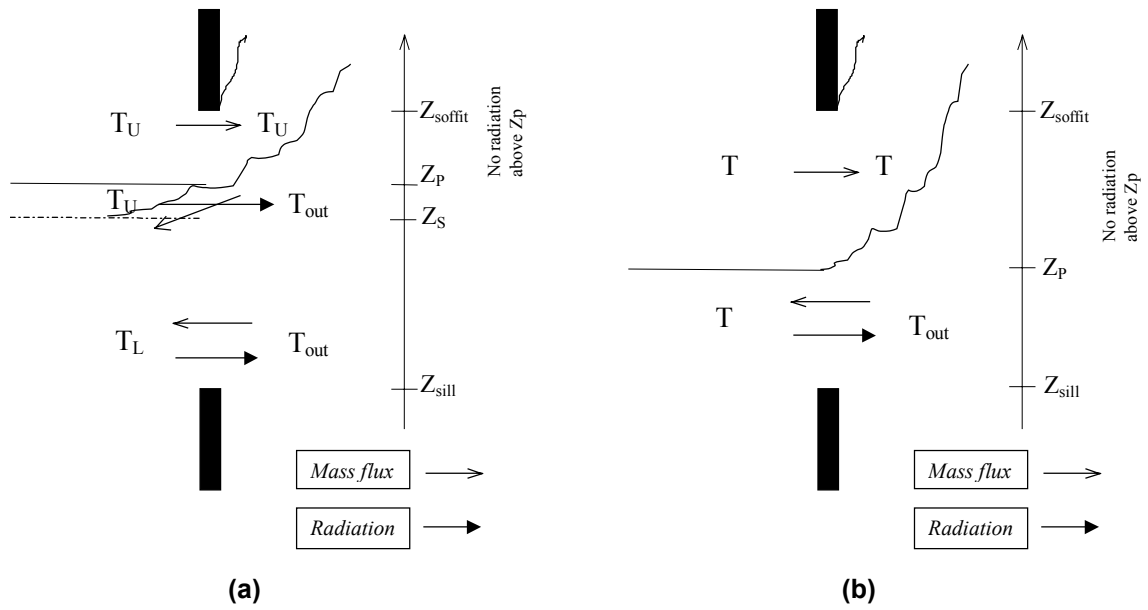 T_U
T_U
Z_soffit
No radiation
above Zp
Z_P
T_U
T_out
Z_S
T_L
T_out
Z_sill
Mass flux
Radiation
(a)
T
T
Z_soffit
No radiation
above Zp
Z_P
T
T_out
Z_sill
Mass flux
Radiation
(b)